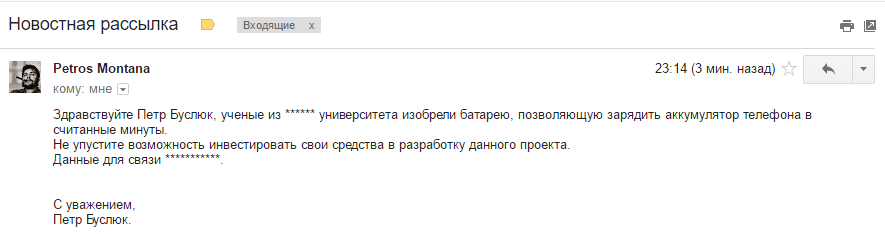 Новостная рассылка
Входящие x
Petros Montana
23:14 (3 мин. назад)
кому: мне
Здравствуйте Петр Буслюк, ученые из ****** университета изобрели батарею, позволяющую зарядить аккумулятор телефона в
считанные минуты.
Не упустите возможность инвестировать свои средства в разработку данного проекта.
Данные для связи ***********.
С уважением,
Петр Буслюк.